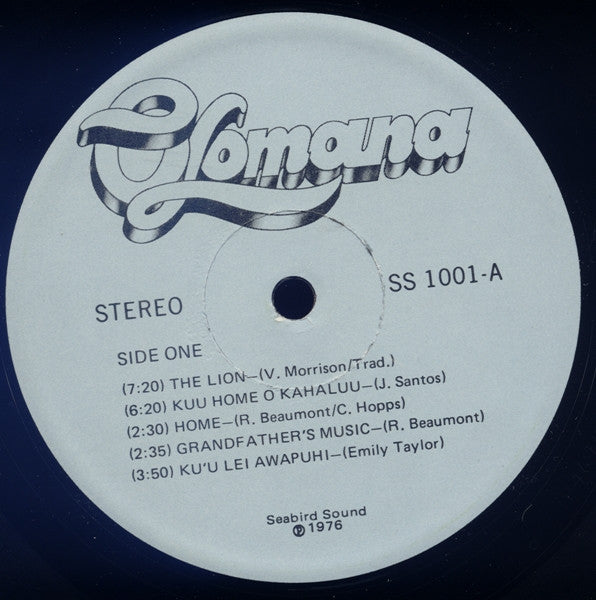 Olomana
STEREO
SS 1001-A
SIDE ONE
(7:20) THE LION—(V. Morrison/Trad.)
(6:20) KUU HOME O KAHALUU—(J. Santos)
(2:30) HOME—(R. Beaumont/C. Hopps)
(2:35) GRANDFATHER'S MUSIC—(R. Beaumont)
(3:50) KU'U LEI AWAPUHI—(Emily Taylor)
Seabird Sound
℗ 1976